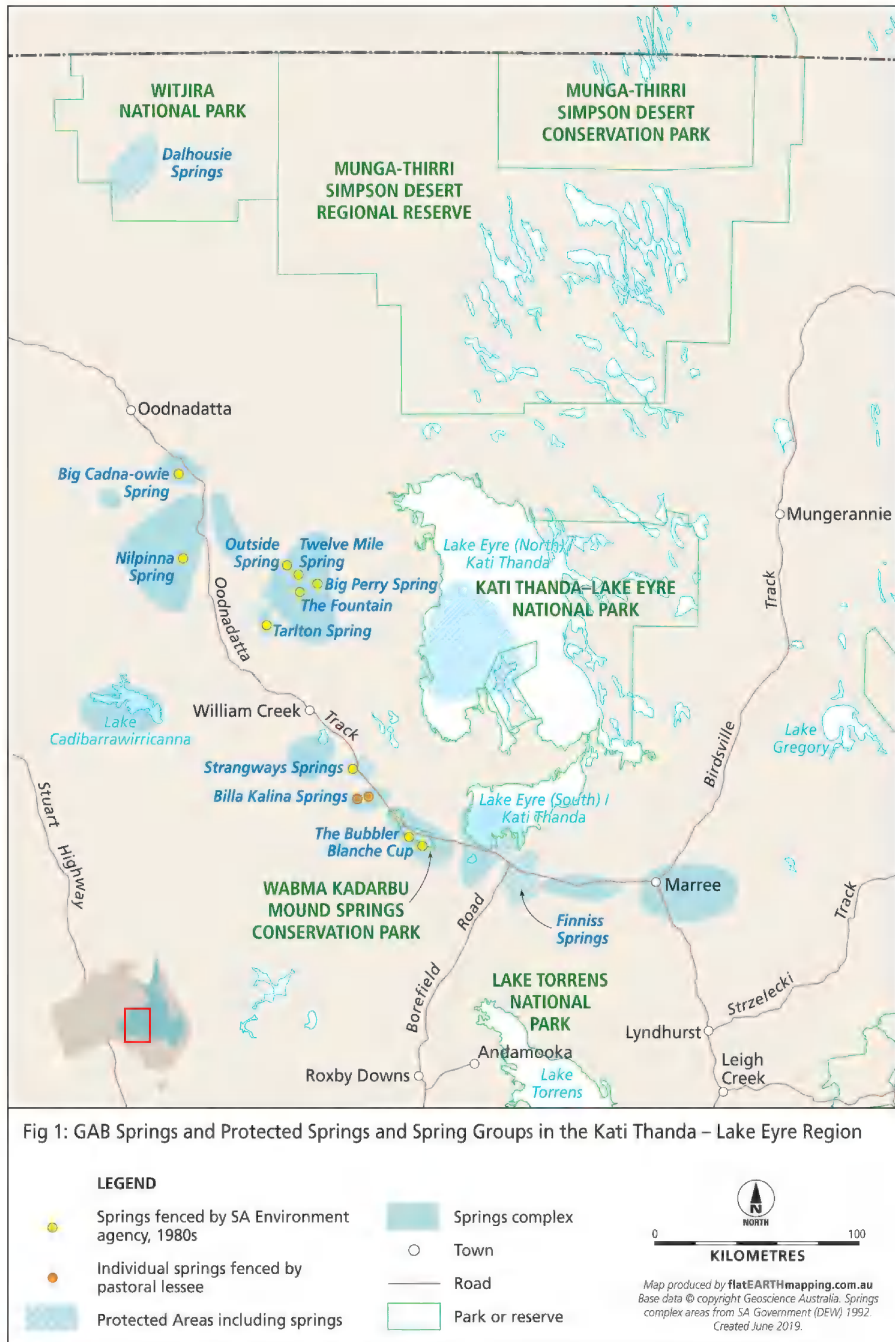 WITJIRA
NATIONAL PARK
Dalhousie
Springs
MUNGA-THIRRI
SIMPSON DESERT
CONSERVATION PARK
MUNGA-THIRRI
SIMPSON DESERT
REGIONAL RESERVE
Oodnadatta
Big Cadna-owie
Spring
Nilpinna
Spring
Outside
Spring
Twelve Mile
Spring
Big Perry Spring
The Fountain
Tarlton Spring
Oodnadatta
Track
Lake Eyre (North) /
Kati Thanda
KATI THANDA–LAKE EYRE
NATIONAL PARK
Mungerannie
Birdsville
Track
Lake
Cadibarrawirricanna
William Creek
Lake
Gregory
Strangways Springs
Billa Kalina Springs
Lake Eyre (South) /
Kati Thanda
The Bubbler
Blanche Cup
Stuart
Highway
WABMA KADARBU
MOUND SPRINGS
CONSERVATION PARK
Marree
Finniss
Springs
Borefield
Road
Strzelecki
Track
LAKE TORRENS
NATIONAL
PARK
Lyndhurst
Andamooka
Roxby Downs
Lake
Torrens
Leigh
Creek
Fig 1: GAB Springs and Protected Springs and Spring Groups in the Kati Thanda – Lake Eyre Region
LEGEND
Springs fenced by SA Environment
agency, 1980s
Individual springs fenced by
pastoral lessee
Protected Areas including springs
Springs complex
Town
Road
Park or reserve
N
NORTH
0 100
KILOMETRES
Map produced by flatEARTHmapping.com.au
Base data © copyright Geoscience Australia. Springs
complex areas from SA Government (DEW) 1992.
Created June 2019.